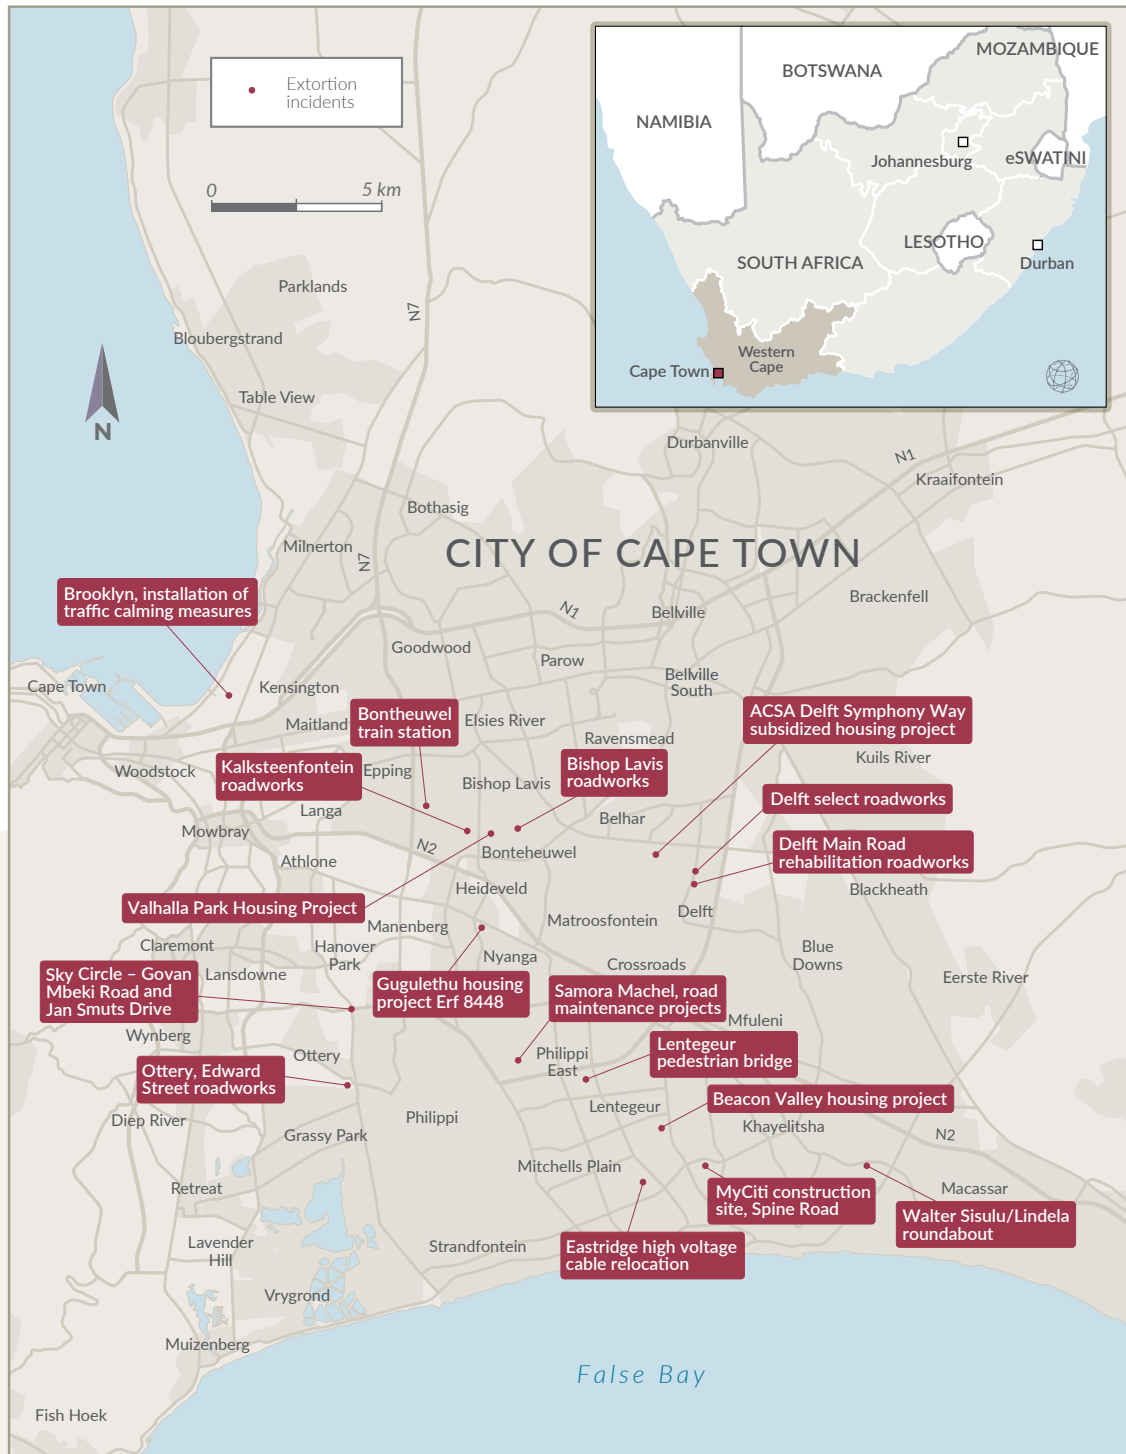 Extortion
incidents
0
5 km
N
MOZAMBIQUE
BOTSWANA
NAMIBIA
Johannesburg
eSWATINI
LESOTHO
SOUTH AFRICA
Durban
Western
Cape
Cape Town
Parklands
N7
Bloubergstrand
Table View
Durbanville
N1
Kraaifontein
Bothasig
Milnerton
CITY OF CAPE TOWN
N7
Brooklyn, installation of
traffic calming measures
N1
Bellville
Brackenfell
Goodwood
Parow
Cape Town
Kensington
Bellville
South
Bontheuwel
train station
Maitland
Elsies River
ACSA Delft Symphony Way
subsidized housing project
Ravensmead
Kuils River
Woodstock
Kalksteenfontein
roadworks
Epping
Bishop Lavis
Bishop Lavis
roadworks
Delft select roadworks
Langa
Belhar
Mowbray
N2
Athlone
Bonteheuwel
Delft Main Road
rehabilitation roadworks
Heideveld
Blackheath
Valhalla Park Housing Project
Manenberg
Matroosfontein
Delft
Claremont
Hanover
Park
Nyanga
Blue
Downs
Crossroads
Lansdowne
Sky Circle – Govan
Mbeki Road and
Jan Smuts Drive
Gugulethu housing
project Erf 8448
Samora Machel, road
maintenance projects
Eerste River
Wynberg
Mfuleni
Ottery
Philippi
East
Lentegeur
pedestrian bridge
Ottery, Edward
Street roadworks
Lentegeur
Beacon Valley housing project
Diep River
Philippi
Khayelitsha
Grassy Park
N2
Mitchells Plain
Retreat
MyCiti construction
site, Spine Road
Macassar
Walter Sisulu/Lindela
roundabout
Lavender
Hill
Strandfontein
Eastridge high voltage
cable relocation
Vrygrond
Muizenberg
False Bay
Fish Hoek